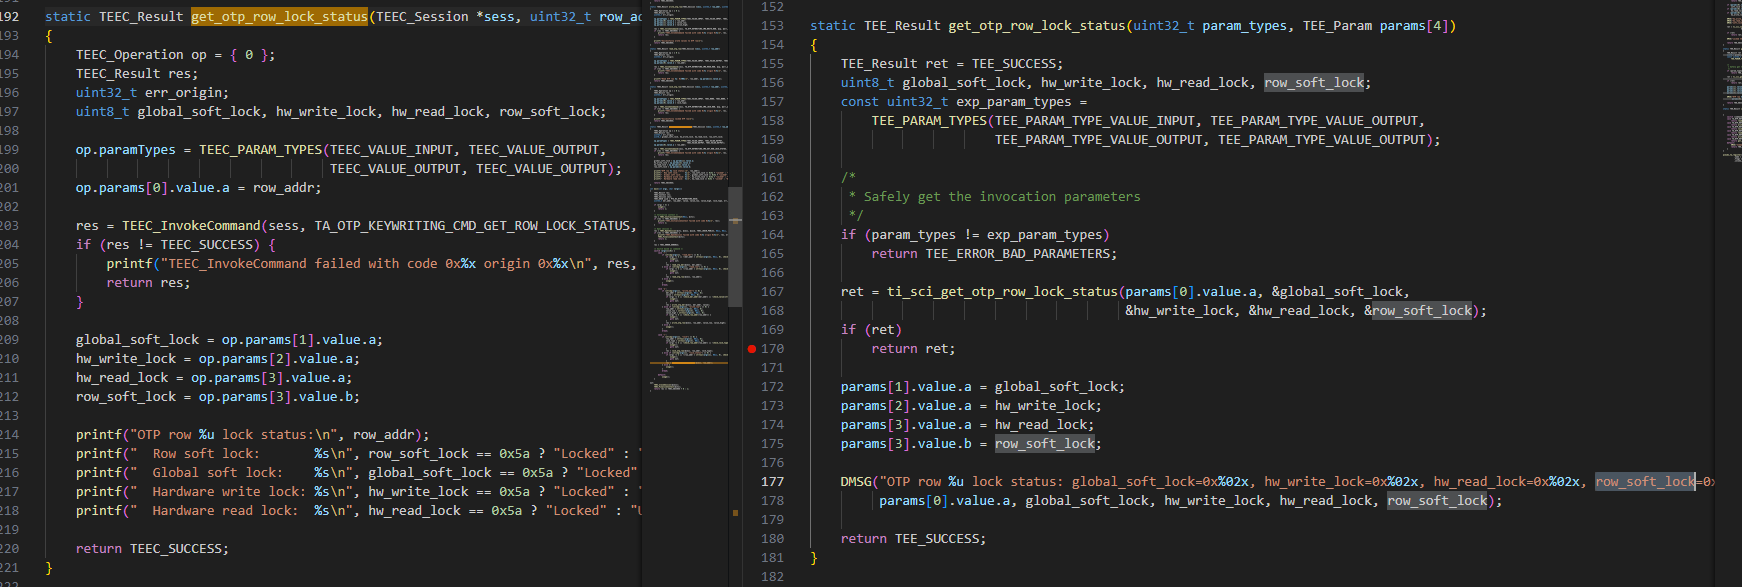 192 static TEEC_Result get_otp_row_lock_status(TEEC_Session *sess, uint32_t
193 {
194 TEEC_Operation op = { 0 };
195 TEEC_Result res;
196 uint32_t err_origin;
197 uint8_t global_soft_lock, hw_write_lock, hw_read_lock, row_soft_lock;
198
199 op.paramTypes = TEEC_PARAM_TYPES(TEEC_VALUE_INPUT, TEEC_VALUE_OUTPUT,
200 TEEC_VALUE_OUTPUT, TEEC_VALUE_OUTPUT);
201 op.params[0].value.a = row_addr;
202
203 res = TEEC_InvokeCommand(sess, TA_OTP_KEYWRITING_CMD_GET_ROW_LOCK_STATUS,
204 if (res != TEEC_SUCCESS) {
205 printf("TEEC_InvokeCommand failed with code 0x%x origin 0x%x\n", res,
206 return res;
207 }
208
209 global_soft_lock = op.params[1].value.a;
210 hw_write_lock = op.params[2].value.a;
211 hw_read_lock = op.params[3].value.a;
212 row_soft_lock = op.params[3].value.b;
213
214 printf("OTP row %u lock status:\n", row_addr);
215 printf("  Row soft lock:       %s\n", row_soft_lock == 0x5a ? "Locked" : "
216 printf("  Global soft lock:    %s\n", global_soft_lock == 0x5a ? "Locked"
217 printf("  Hardware write lock: %s\n", hw_write_lock == 0x5a ? "Locked" : "
218 printf("  Hardware read lock:  %s\n", hw_read_lock == 0x5a ? "Locked" : "U
219
220 return TEEC_SUCCESS;
221 }
152
153 static TEE_Result get_otp_row_lock_status(uint32_t param_types, TEE_Param params[4])
154 {
155 TEE_Result ret = TEE_SUCCESS;
156 uint8_t global_soft_lock, hw_write_lock, hw_read_lock, row_soft_lock;
157 const uint32_t exp_param_types =
158 TEE_PARAM_TYPES(TEE_PARAM_TYPE_VALUE_INPUT, TEE_PARAM_TYPE_VALUE_OUTPUT,
159 TEE_PARAM_TYPE_VALUE_OUTPUT, TEE_PARAM_TYPE_VALUE_OUTPUT);
160
161 /*
162 * Safely get the invocation parameters
163 */
164 if (param_types != exp_param_types)
165 return TEE_ERROR_BAD_PARAMETERS;
166
167 ret = ti_sci_get_otp_row_lock_status(params[0].value.a, &global_soft_lock,
168 &hw_write_lock, &hw_read_lock, &row_soft_lock);
169 if (ret)
170 return ret;
171
172 params[1].value.a = global_soft_lock;
173 params[2].value.a = hw_write_lock;
174 params[3].value.a = hw_read_lock;
175 params[3].value.b = row_soft_lock;
176
177 DMSG("OTP row %u lock status: global_soft_lock=0x%02x, hw_write_lock=0x%02x, hw_read_lock=0x%02x, row_soft_lock=0x
178 params[0].value.a, global_soft_lock, hw_write_lock, hw_read_lock, row_soft_lock);
179
180 return TEE_SUCCESS;
181 }
182